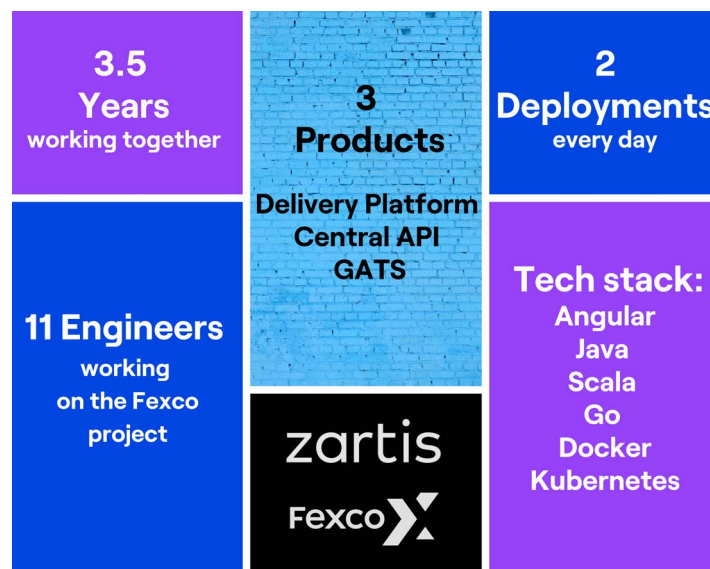 3.5
Years
working together
3
Products
Delivery Platform
Central API
GATS
2
Deployments
every day
11 Engineers
working
on the Fexco
project
zartis
Fexco
Tech stack:
Angular
Java
Scala
Go
Docker
Kubernetes